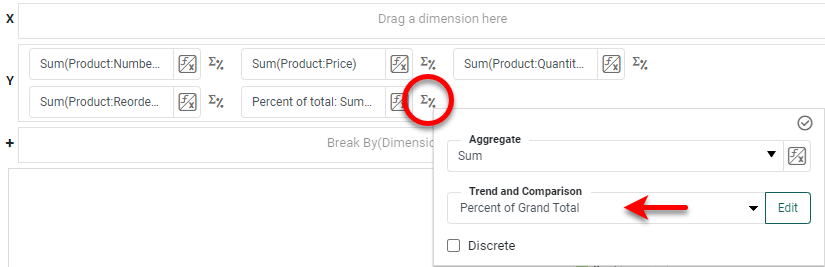 X
Drag a dimension here
Y
Sum(Product:Numbe... Sum(Product:Price) Sum(Product:Quantit...
Sum(Product:Reorde... Percent of total: Sum...
+
Break By(Dimensio
Aggregate
Sum
Trend and Comparison
Percent of Grand Total Edit
Discrete